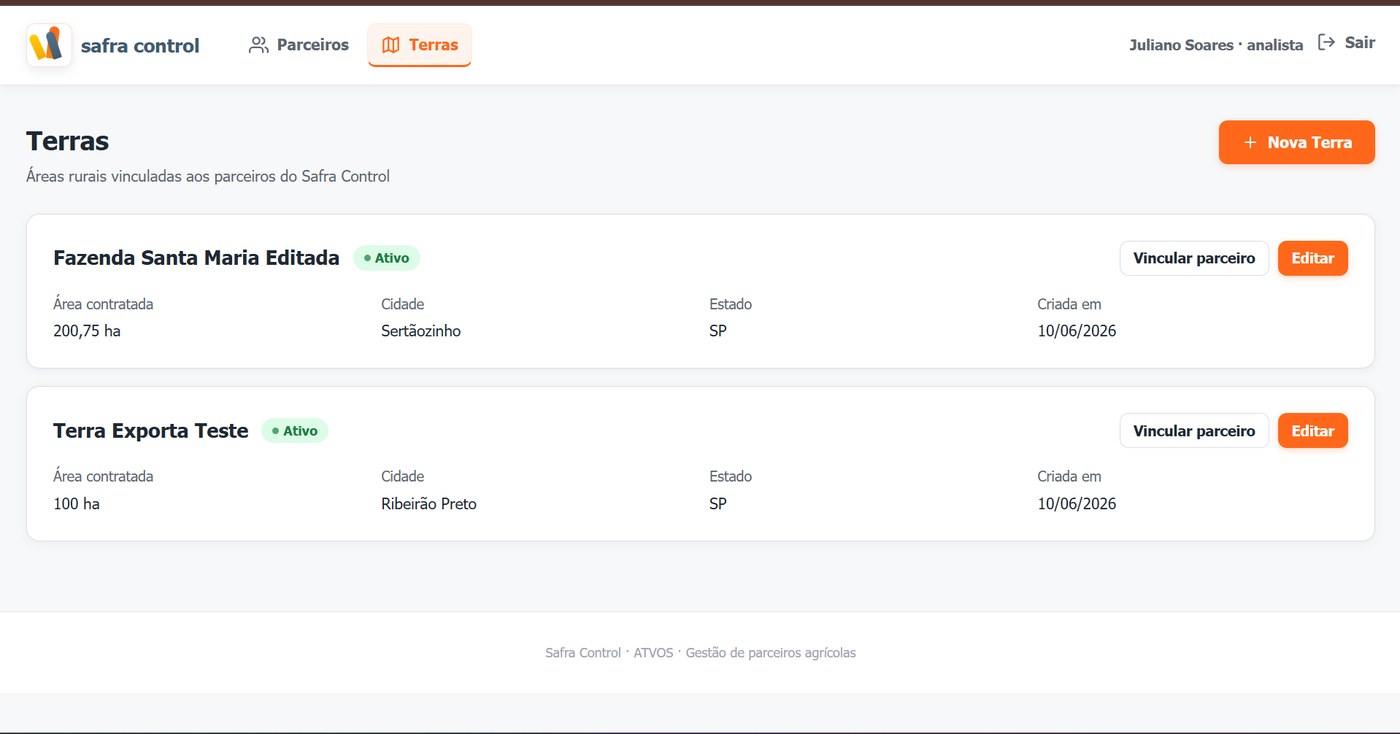 safra control
Parceiros
Terras
Juliano Soares · analista
Sair
Terras
+ Nova Terra
Áreas rurais vinculadas aos parceiros do Safra Control
Fazenda Santa Maria Editada
Ativo
Vincular parceiro
Editar
Área contratada
Cidade
Estado
Criada em
200,75 ha
Sertãozinho
SP
10/06/2026
Terra Exporta Teste
Ativo
Vincular parceiro
Editar
Área contratada
Cidade
Estado
Criada em
100 ha
Ribeirão Preto
SP
10/06/2026
Safra Control · ATVOS · Gestão de parceiros agrícolas